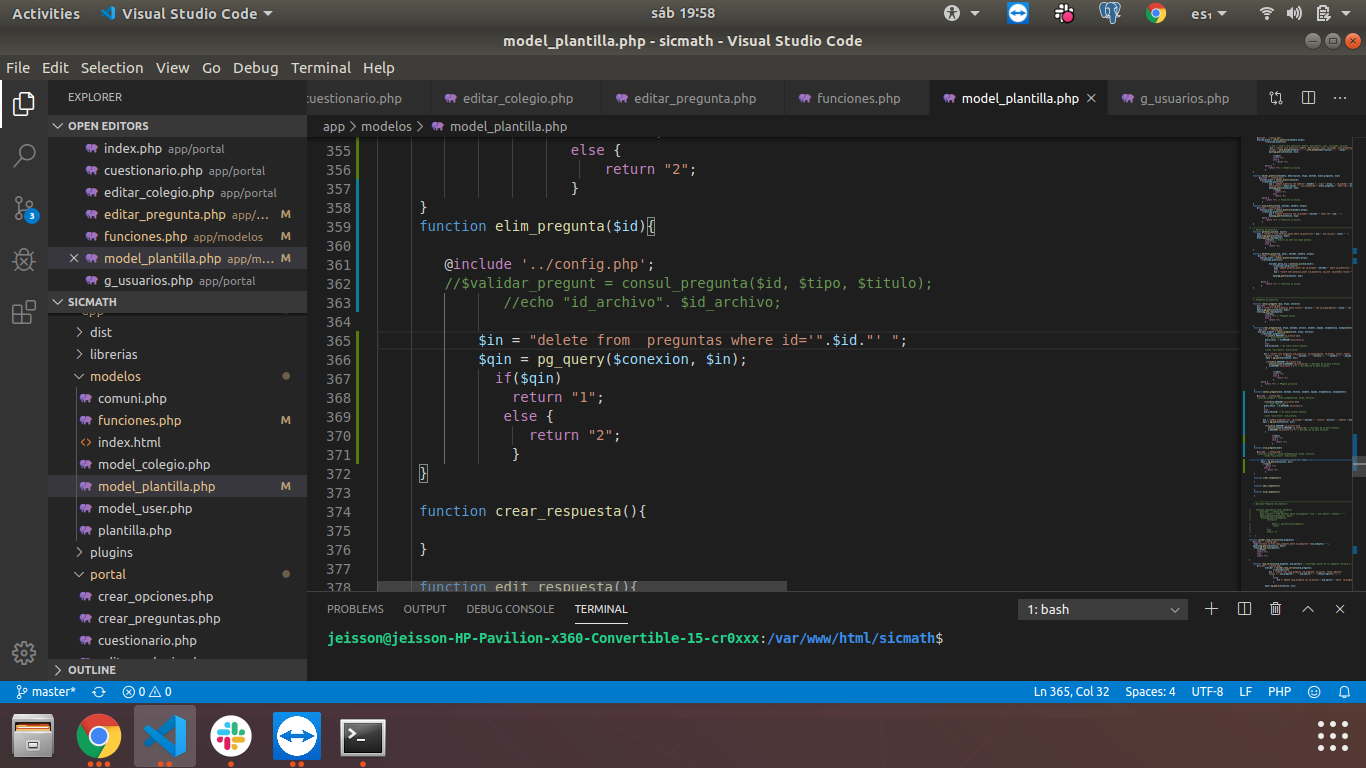 Activities
Visual Studio Code
sáb 19:58
es₁
model_plantilla.php - sicmath - Visual Studio Code
File Edit Selection View Go Debug Terminal Help
EXPLORER
OPEN EDITORS
index.php app/portal
cuestionario.php app/portal
editar_colegio.php app/portal
editar_pregunta.php app/... M
funciones.php app/modelos M
model_plantilla.php app/m... M
g_usuarios.php app/portal
SICMATH
dist
librerias
modelos
comuni.php
funciones.php M
index.html
model_colegio.php
model_plantilla.php M
model_user.php
plantilla.php
plugins
portal
crear_opciones.php
crear_preguntas.php
cuestionario.php
OUTLINE
cuestionario.php
editar_colegio.php
editar_pregunta.php
funciones.php
model_plantilla.php
g_usuarios.php
app > modelos > model_plantilla.php
355 else {
356 return "2";
357 }
358 }
359 function elim_pregunta($id){
360
361 @include '../config.php';
362 //$validar_pregunt = consul_pregunta($id, $tipo, $titulo);
363 //echo "id_archivo". $id_archivo;
364
365 $in = "delete from  preguntas where id='".$id."' ";
366 $qin = pg_query($conexion, $in);
367 if($qin)
368 return "1";
369 else {
370 return "2";
371 }
372 }
373
374 function crear_respuesta(){
375
376 }
377
378 function edit_respuesta(){
PROBLEMS OUTPUT DEBUG CONSOLE TERMINAL
1: bash
jeisson@jeisson-HP-Pavilion-x360-Convertible-15-cr0xxx:/var/www/html/sicmath$
3
master*
0 0
Ln 365, Col 32
Spaces: 4
UTF-8
LF
PHP